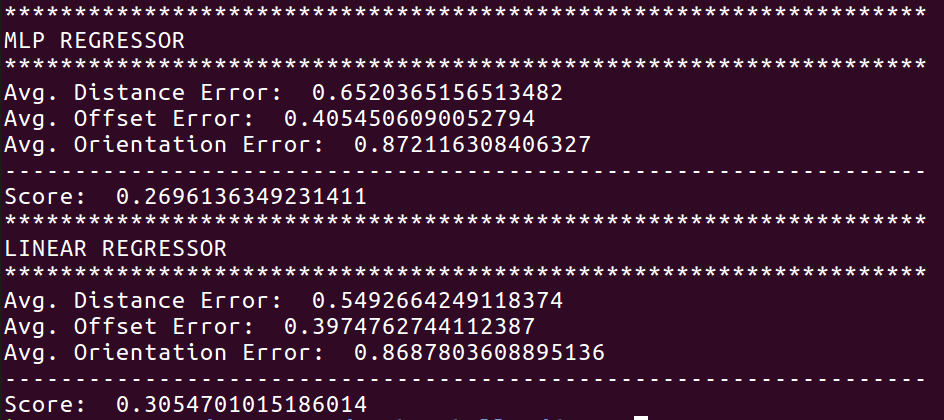 ******************************************************************
MLP REGRESSOR
******************************************************************
Avg. Distance Error:  0.6520365156513482
Avg. Offset Error:  0.4054506090052794
Avg. Orientation Error:  0.872116308406327
------------------------------------------------------------------
Score:  0.2696136349231411
******************************************************************
LINEAR REGRESSOR
******************************************************************
Avg. Distance Error:  0.5492664249118374
Avg. Offset Error:  0.3974762744112387
Avg. Orientation Error:  0.8687803608895136
------------------------------------------------------------------
Score:  0.3054701015186014